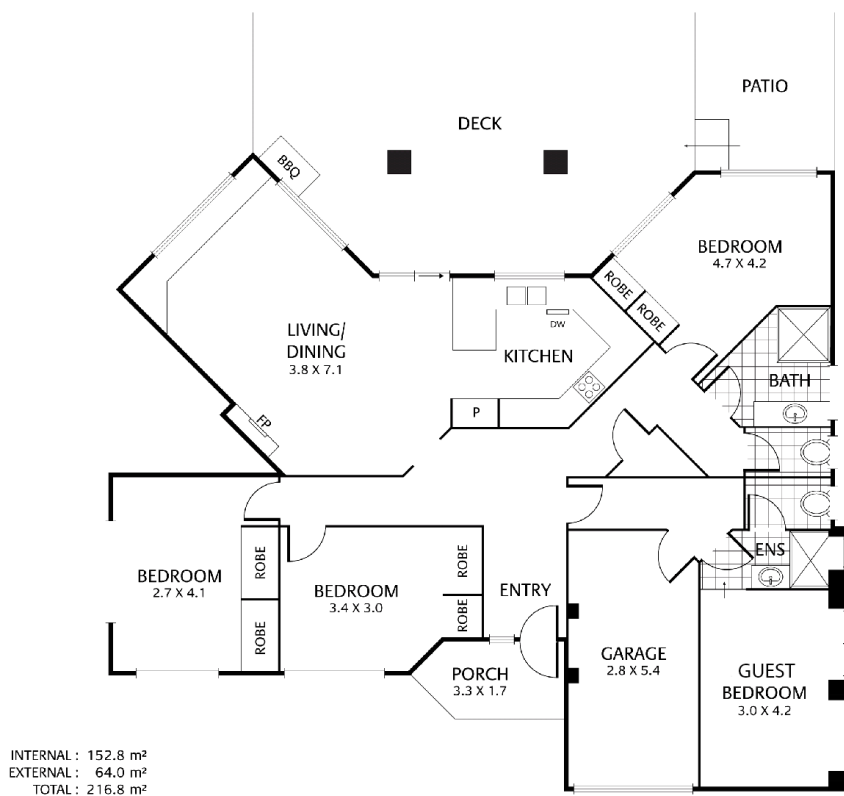 PATIO
DECK
BBQ
BEDROOM
4.7 X 4.2
ROBE
ROBE
LIVING/
DINING
3.8 X 7.1
DW
KITCHEN
BATH
P
FP
BEDROOM
2.7 X 4.1
ROBE
ROBE
BEDROOM
3.4 X 3.0
ROBE
ROBE
ENTRY
ENS
PORCH
3.3 X 1.7
GARAGE
2.8 X 5.4
GUEST
BEDROOM
3.0 X 4.2
INTERNAL : 152.8 m²
EXTERNAL : 64.0 m²
TOTAL : 216.8 m²